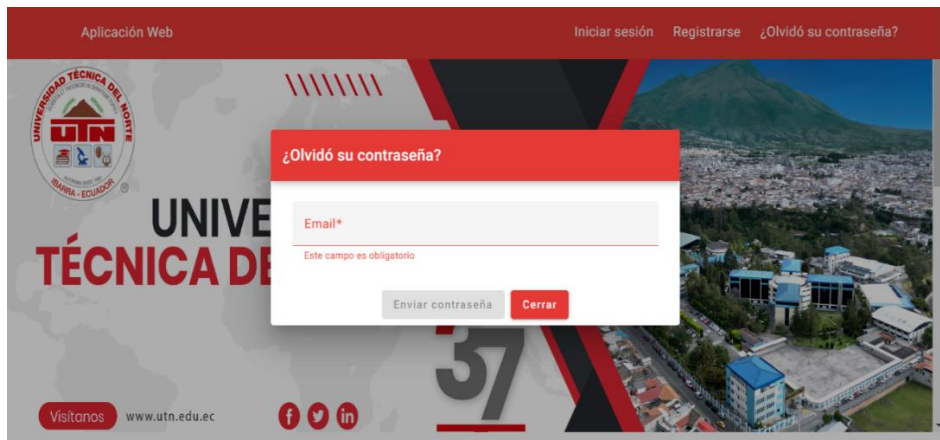 Aplicación Web
Iniciar sesión Registrarse ¿Olvidó su contraseña?
UNIVERSIDAD TÉCNICA DEL NORTE
UTN
IBARRA - ECUADOR
®
¿Olvidó su contraseña?
UNIVE
TÉCNICA DE
Email*
Este campo es obligatorio
Enviar contraseña Cerrar
37
Visítanos www.utn.edu.ec